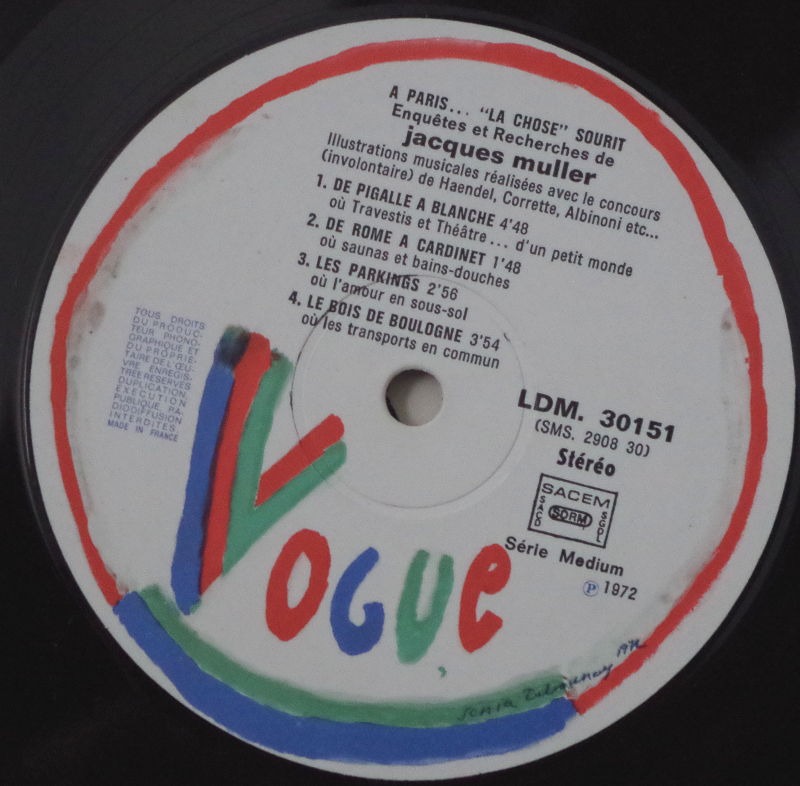 A PARIS... "LA CHOSE" SOURIT
Enquêtes et Recherches de
jacques muller
Illustrations musicales réalisées avec le concours
(involontaire) de Haendel, Corrette, Albinoni etc...
1. DE PIGALLE A BLANCHE 4'48
où Travestis et Théâtre... d'un petit monde
2. DE ROME A CARDINET 1'48
où saunas et bains-douches
3. LES PARKINGS 2'56
où l'amour en sous-sol
4. LE BOIS DE BOULOGNE 3'54
où les transports en commun
TOUS DROITS
DU PRODUC-
TEUR PHONO-
GRAPHIQUE ET
DU PROPRIÉ-
TAIRE DE L'ŒU-
VRE ENREGIS-
TRÉE RESERVÉS
DUPLICATION,
EXECUTION
PUBLIQUE, RA-
DIODIFFUSION
INTERDITES.
MADE IN FRANCE
LDM. 30151
(SMS. 2908 30)
Stéréo
SACEM
SACD
SDRM
SGDL
Série Medium
℗ 1972
VOGUE
Sonia Delaunay 1972